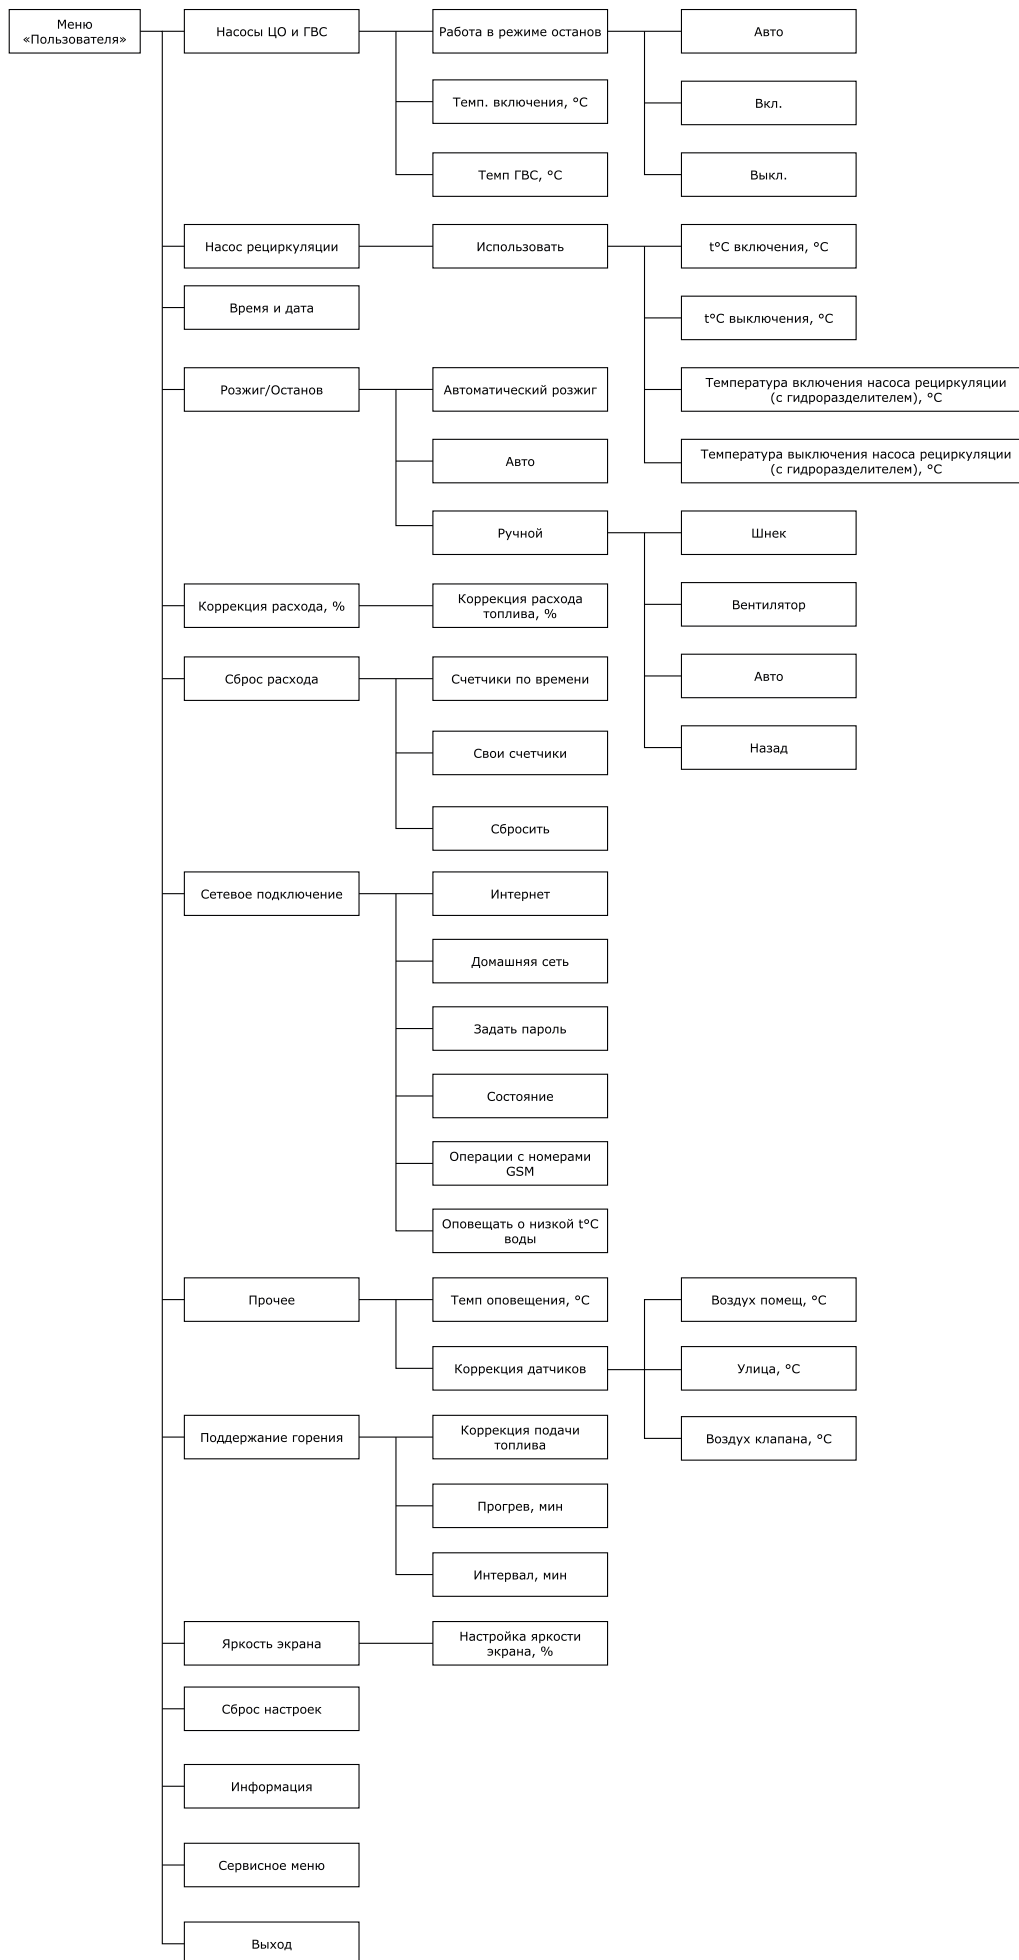 Меню
«Пользователя»
Насосы ЦО и ГВС
Работа в режиме останов
Авто
Темп. включения, °С
Вкл.
Темп ГВС, °С
Выкл.
Насос рециркуляции
Использовать
t°С включения, °С
Время и дата
t°С выключения, °С
Розжиг/Останов
Автоматический розжиг
Температура включения насоса рециркуляции
(с гидроразделителем), °С
Авто
Температура выключения насоса рециркуляции
(с гидроразделителем), °С
Ручной
Шнек
Коррекция расхода, %
Коррекция расхода
топлива, %
Вентилятор
Сброс расхода
Счетчики по времени
Авто
Свои счетчики
Назад
Сбросить
Сетевое подключение
Интернет
Домашняя сеть
Задать пароль
Состояние
Операции с номерами
GSM
Оповещать о низкой t°С
воды
Прочее
Темп оповещения, °С
Воздух помещ, °С
Коррекция датчиков
Улица, °С
Поддержание горения
Коррекция подачи
топлива
Воздух клапана, °С
Прогрев, мин
Интервал, мин
Яркость экрана
Настройка яркости
экрана, %
Сброс настроек
Информация
Сервисное меню
Выход